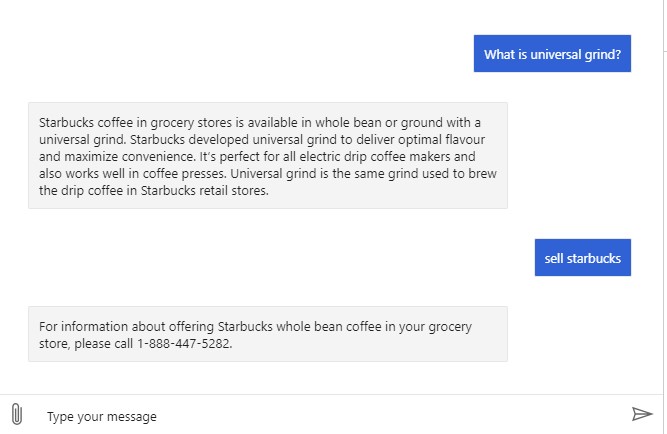 What is universal grind?
Starbucks coffee in grocery stores is available in whole bean or ground with a
universal grind. Starbucks developed universal grind to deliver optimal flavour
and maximize convenience. It's perfect for all electric drip coffee makers and
also works well in coffee presses. Universal grind is the same grind used to brew
the drip coffee in Starbucks retail stores.
sell starbucks
For information about offering Starbucks whole bean coffee in your grocery
store, please call 1-888-447-5282.
Type your message